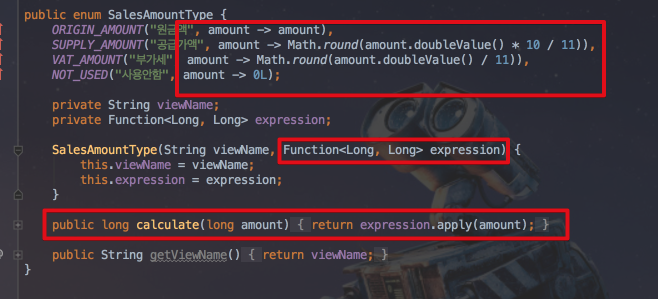 public enum SalesAmountType {
ORIGIN_AMOUNT("원금액", amount -> amount),
SUPPLY_AMOUNT("공급가액", amount -> Math.round(amount.doubleValue() * 10 / 11)),
VAT_AMOUNT("부가세", amount -> Math.round(amount.doubleValue() / 11)),
NOT_USED("사용안함", amount -> 0L);
private String viewName;
private Function<Long, Long> expression;
SalesAmountType(String viewName, Function<Long, Long> expression) {
this.viewName = viewName;
this.expression = expression;
}
public long calculate(long amount) { return expression.apply(amount); }
public String getViewName() { return viewName; }
}